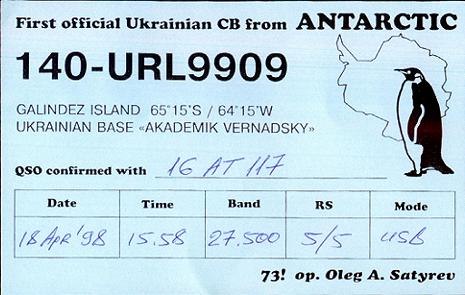 First official Ukrainian CB from ANTARCTIC
140-URL9909
GALINDEZ ISLAND 65°15'S / 64°15'W
UKRAINIAN BASE «AKADEMIK VERNADSKY»
QSO confirmed with 16 AT 117
Date Time Band RS Mode
18 Apr '98 15.58 27.500 5/5 USB
73! op. Oleg A. Satyrev